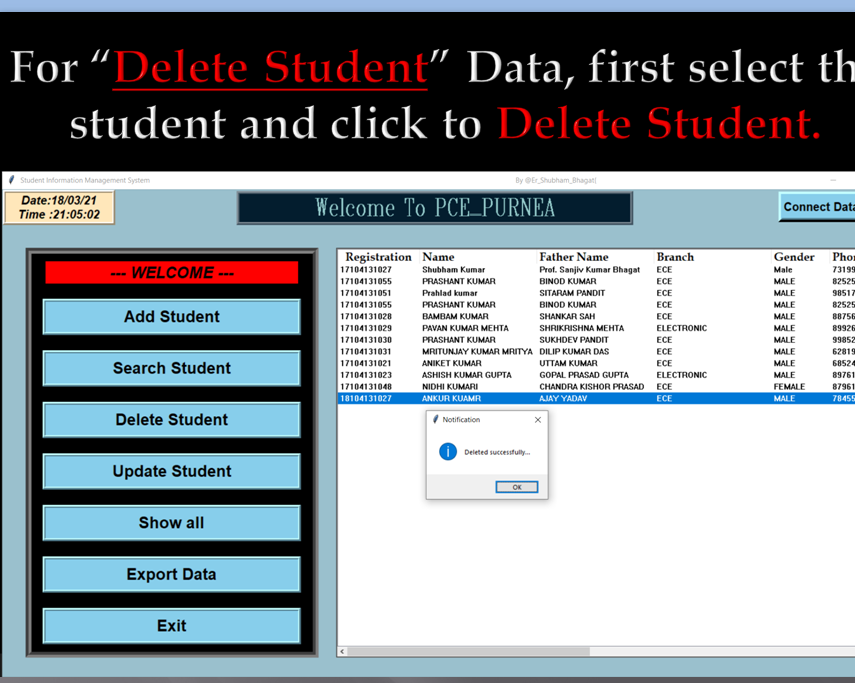 For “Delete Student” Data, first select th
student and click to Delete Student.
Student Information Management System By @Er_Shubham_Bhagat(
Date:18/03/21
Time :21:05:02
Welcome To PCE_PURNEA
Connect Data
--- WELCOME ---
Add Student
Search Student
Delete Student
Update Student
Show all
Export Data
Exit
Registration Name Father Name Branch Gender Phon
17104131027 Shubham Kumar Prof. Sanjiv Kumar Bhagat ECE Male 73199
17104131055 PRASHANT KUMAR BINOD KUMAR ECE MALE 82525
17104131051 Prahlad kumar SITARAM PANDIT ECE MALE 98517
17104131055 PRASHANT KUMAR BINOD KUMAR ECE MALE 82525
17104131028 BAMBAM KUMAR SHANKAR SAH ECE MALE 88756
17104131029 PAVAN KUMAR MEHTA SHRIKRISHNA MEHTA ELECTRONIC MALE 89926
17104131030 PRASHANT KUMAR SUKHDEV PANDIT ECE MALE 99852
17104131031 MRITUNJAY KUMAR MRITYA DILIP KUMAR DAS ECE MALE 62819
17104131021 ANIKET KUMAR UTTAM KUMAR ECE MALE 68524
17104131023 ASHISH KUMAR GUPTA GOPAL PRASAD GUPTA ELECTRONIC MALE 89761
17104131048 NIDHI KUMARI CHANDRA KISHOR PRASAD ECE FEMALE 87961
18104131027 ANKUR KUAMR AJAY YADAV ECE MALE 78455
Notification
Deleted successfully...
OK